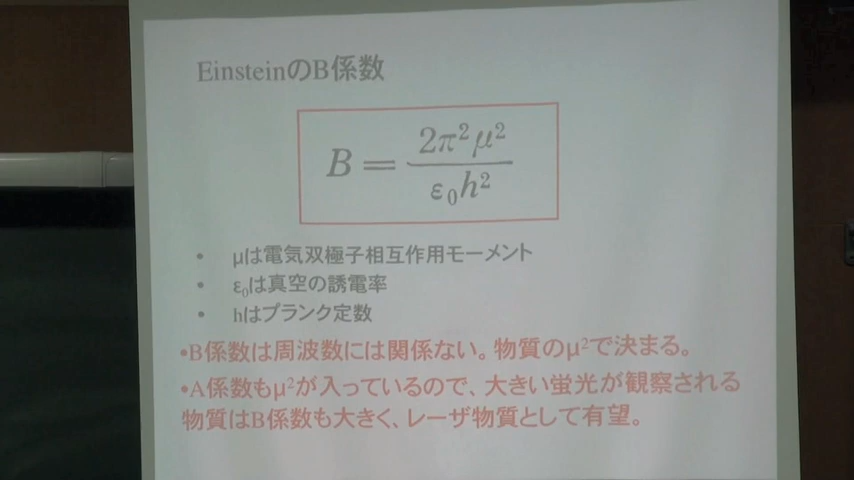 EinsteinのB係数
B = 2π²μ² / ε₀h²
• μは電気双極子相互作用モーメント
• ε₀は真空の誘電率
• hはプランク定数
•B係数は周波数には関係ない。物質のμ²で決まる。
•A係数もμ²が入っているので、大きい蛍光が観察される
物質はB係数も大きく、レーザ物質として有望。